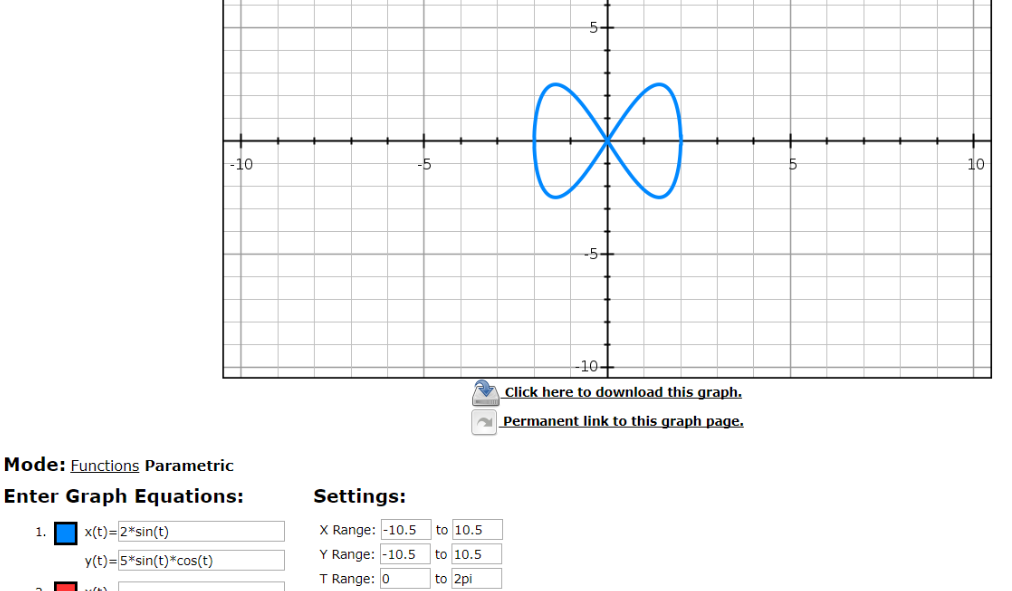 5
-10
-5
5
10
-5
-10
Click here to download this graph.
Permanent link to this graph page.
Mode: Functions Parametric
Enter Graph Equations:
Settings:
1. x(t)= 2*sin(t)
y(t)= 5*sin(t)*cos(t)
X Range: -10.5 to 10.5
Y Range: -10.5 to 10.5
T Range: 0 to 2pi